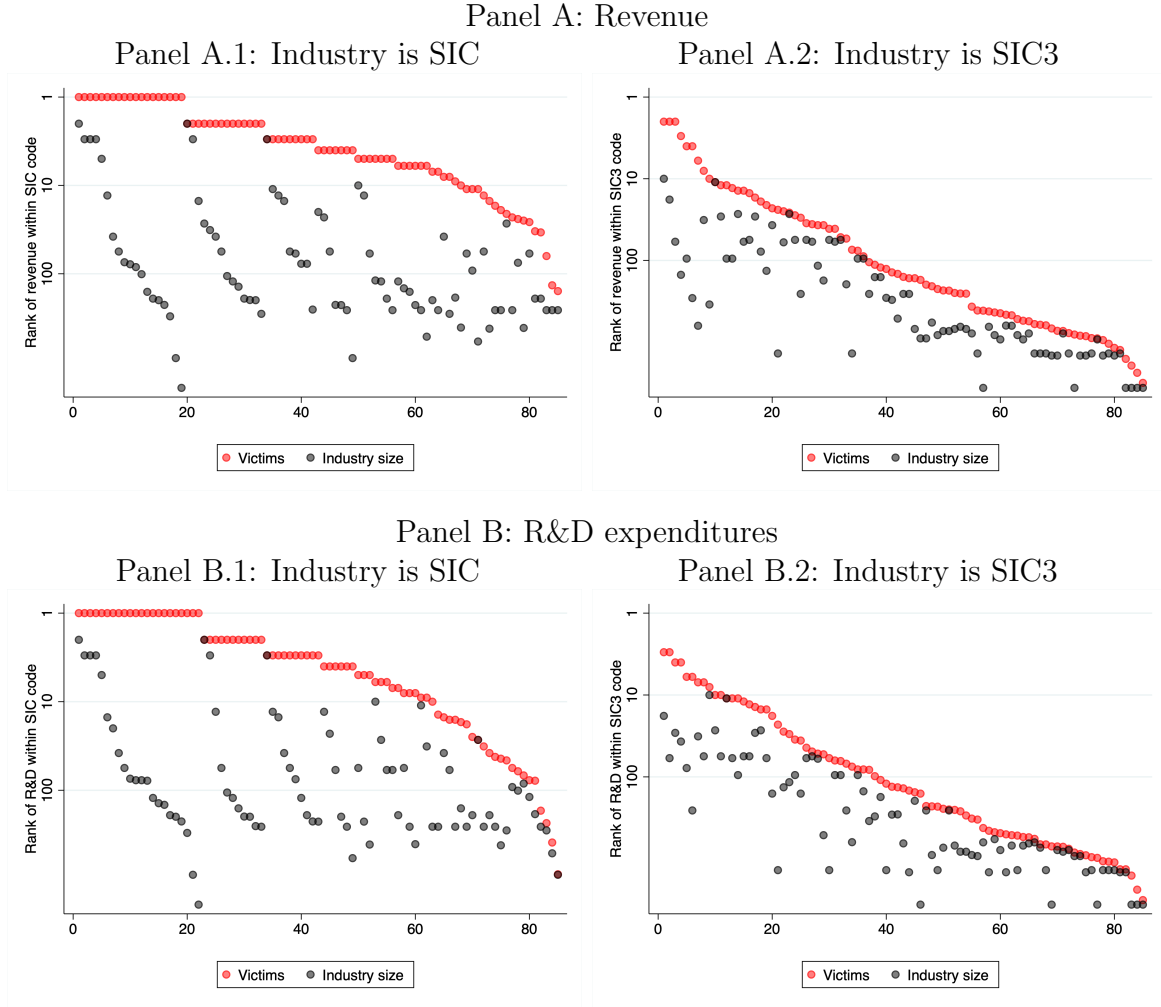 Panel A: Revenue
Panel A.1: Industry is SIC
Panel A.2: Industry is SIC3
Rank of revenue within SIC code
1
10
100
0
20
40
60
80
Victims
Industry size
Rank of revenue within SIC3 code
1
10
100
0
20
40
60
80
Victims
Industry size
Panel B: R&D expenditures
Panel B.1: Industry is SIC
Panel B.2: Industry is SIC3
Rank of R&D within SIC code
1
10
100
0
20
40
60
80
Victims
Industry size
Rank of R&D within SIC3 code
1
10
100
0
20
40
60
80
Victims
Industry size